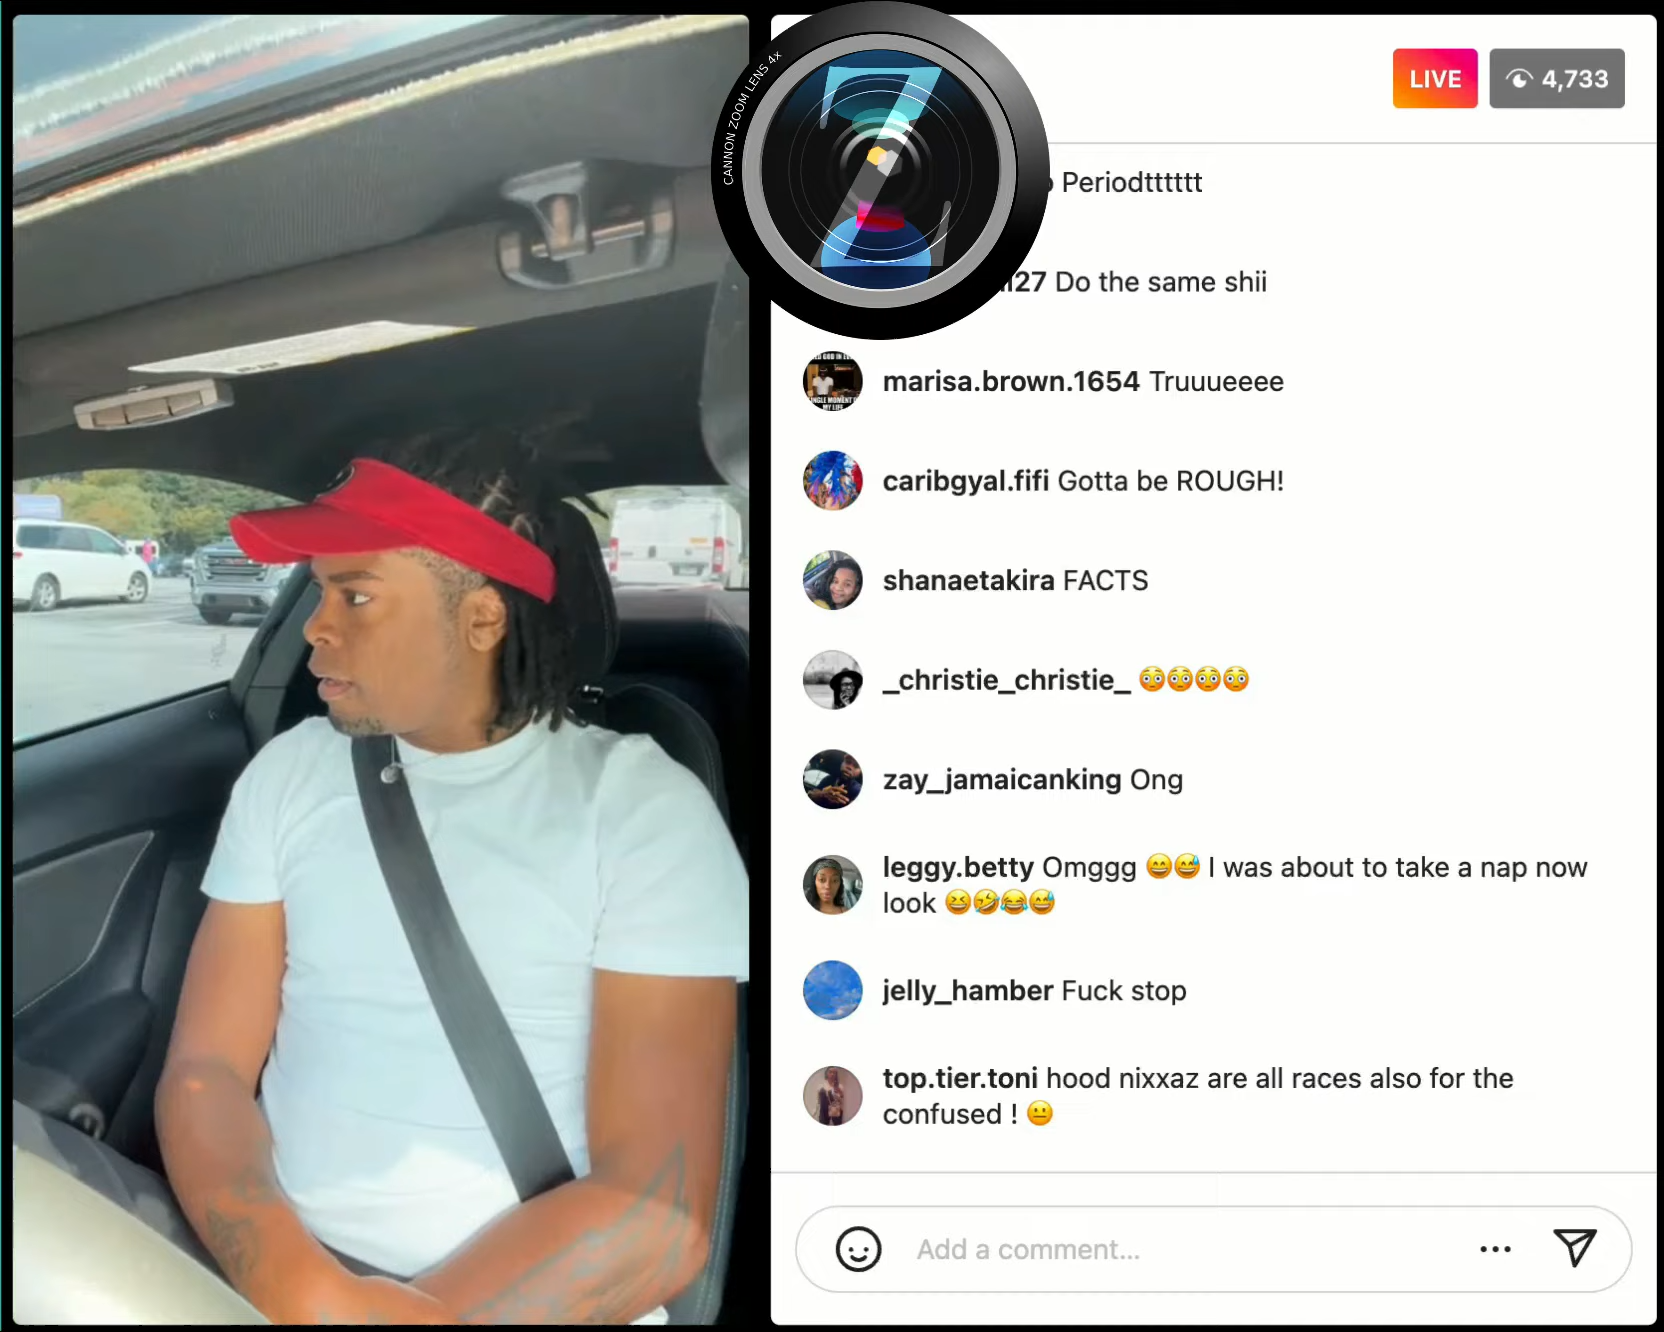 CANNON ZOOM LENS 4x
Z
LIVE 4,733
Periodtttttt
27 Do the same shii
marisa.brown.1654 Truuueeee
caribgyal.fifi Gotta be ROUGH!
shanaetakira FACTS
_christie_christie_ 😳😳😳😳
zay_jamaicanking Ong
leggy.betty Omggg 😄😅 I was about to take a nap now
look 😆🤣😂😅
jelly_hamber Fuck stop
top.tier.toni hood nixxaz are all races also for the
confused ! 😐
Add a comment...